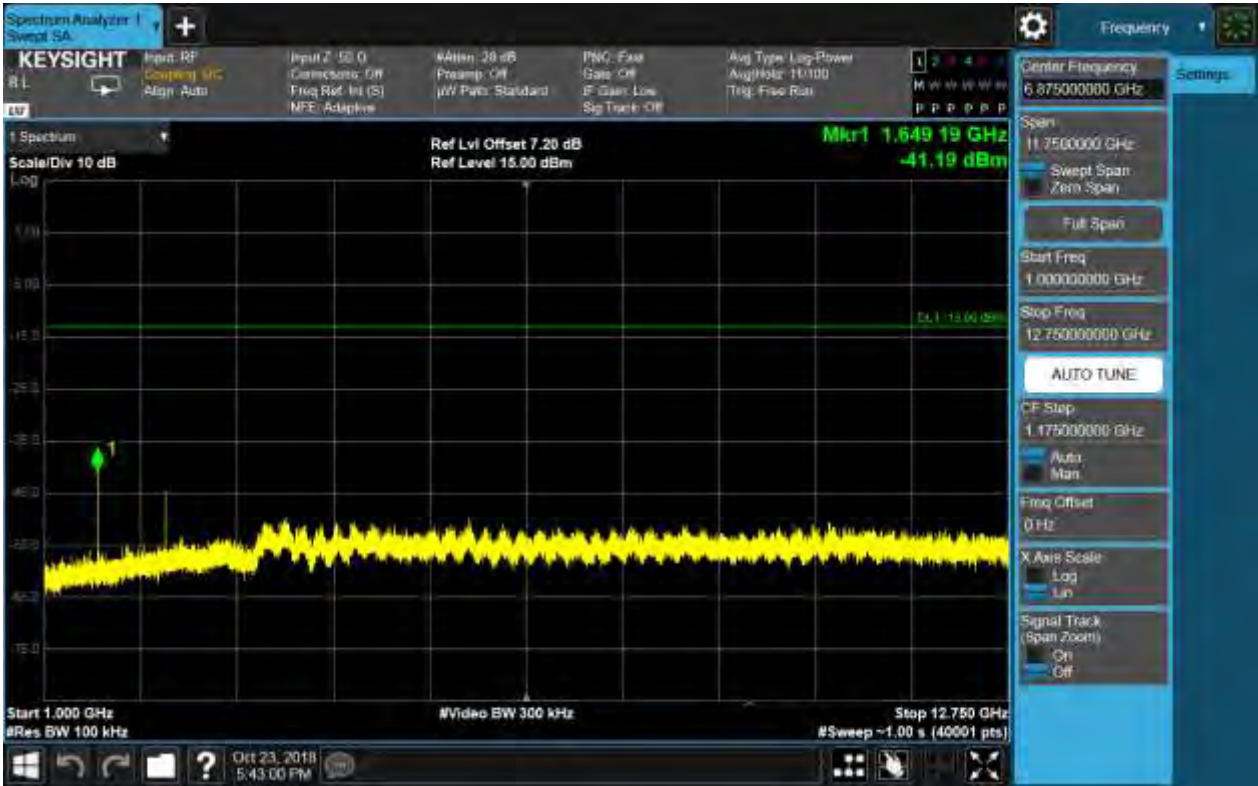 Spectrum Analyzer 1
Swept SA
+
Frequency
KEYSIGHT
Input: RF
Coupling: DC
Align: Auto
Input Z: 50 Ω
Corrections: Off
Freq Ref: Int (S)
NFE: Adaptive
#Atten: 28 dB
Preamp: Off
µW Path: Standard
PNO: Fast
Gate: Off
IF Gain: Low
Sig Track: Off
Avg Type: Log-Power
Avg|Hold: 11/100
Trig: Free Run
M W W W W W
P P P P P P
Center Frequency
6.875000000 GHz
Settings
1 Spectrum
Scale/Div 10 dB
Log
Ref Lvl Offset 7.20 dB
Ref Level 15.00 dBm
Mkr1 1.649 19 GHz
-41.19 dBm
Span
11.7500000 GHz
Swept Span
Zero Span
Full Span
Start Freq
1.000000000 GHz
Stop Freq
12.750000000 GHz
AUTO TUNE
CF Step
1.175000000 GHz
Auto
Man
Freq Offset
0 Hz
X Axis Scale
Log
Lin
Signal Track
(Span Zoom)
On
Off
1
Start 1.000 GHz
#Video BW 300 kHz
Stop 12.750 GHz
#Res BW 100 kHz
#Sweep ~1.00 s (40001 pts)
?
Oct 23, 2018
5:43:00 PM